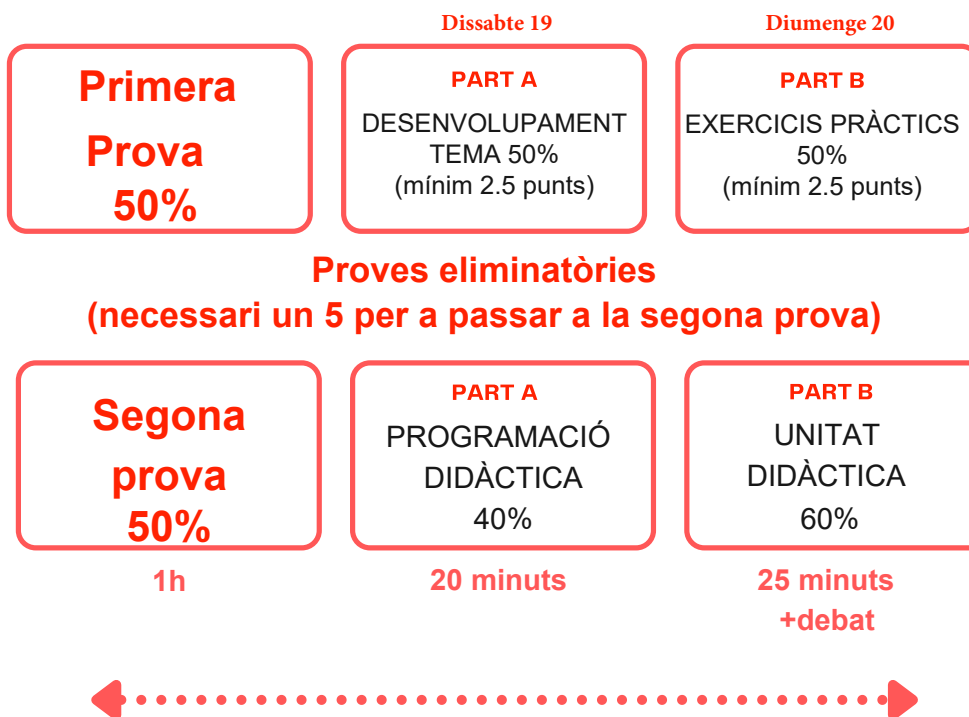 Dissabte 19
Diumenge 20
Primera
Prova
50%
PART A
DESENVOLUPAMENT
TEMA 50%
(mínim 2.5 punts)
PART B
EXERCICIS PRÀCTICS
50%
(mínim 2.5 punts)
Proves eliminatòries
(necessari un 5 per a passar a la segona prova)
Segona
prova
50%
PART A
PROGRAMACIÓ
DIDÀCTICA
40%
PART B
UNITAT
DIDÀCTICA
60%
1h
20 minuts
25 minuts
+debat